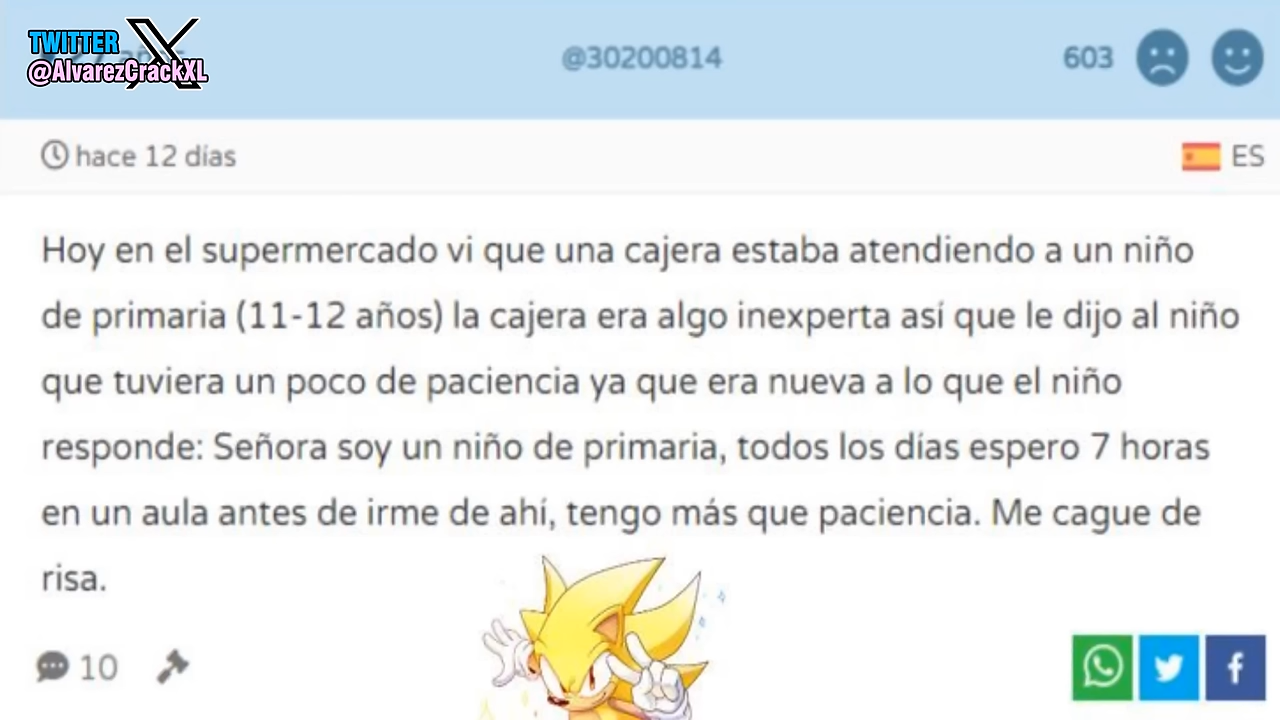 TWITTER
@AlvarezCrackXL
@30200814
603
hace 12 días
ES
Hoy en el supermercado vi que una cajera estaba atendiendo a un niño
de primaria (11-12 años) la cajera era algo inexperta así que le dijo al niño
que tuviera un poco de paciencia ya que era nueva a lo que el niño
responde: Señora soy un niño de primaria, todos los días espero 7 horas
en un aula antes de irme de ahí, tengo más que paciencia. Me cague de
risa.
10